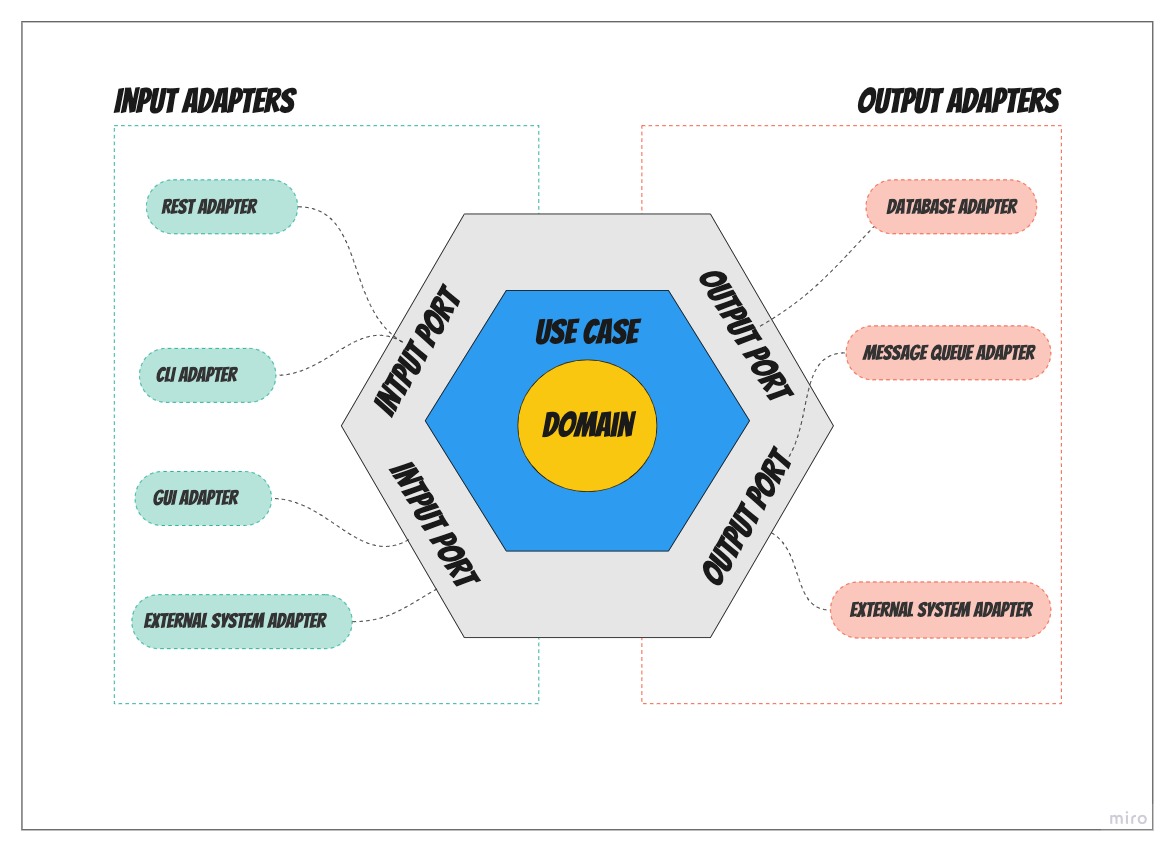 INPUT ADAPTERS
OUTPUT ADAPTERS
REST ADAPTER
CLI ADAPTER
GUI ADAPTER
EXTERNAL SYSTEM ADAPTER
INTPUT PORT
INTPUT PORT
USE CASE
DOMAIN
OUTPUT PORT
OUTPUT PORT
DATABASE ADAPTER
MESSAGE QUEUE ADAPTER
EXTERNAL SYSTEM ADAPTER
miro